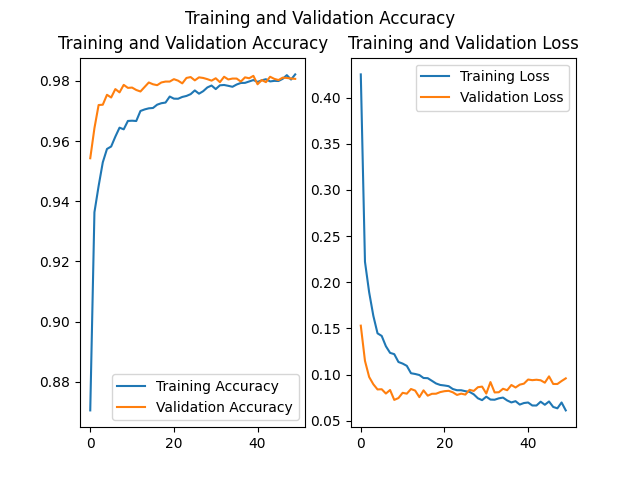 Training and Validation Accuracy
Training and Validation Accuracy
0.98
0.96
0.94
0.92
0.90
0.88
Training Accuracy
Validation Accuracy
0
20
40
Training and Validation Loss
Training Loss
Validation Loss
0.40
0.35
0.30
0.25
0.20
0.15
0.10
0.05
0
20
40